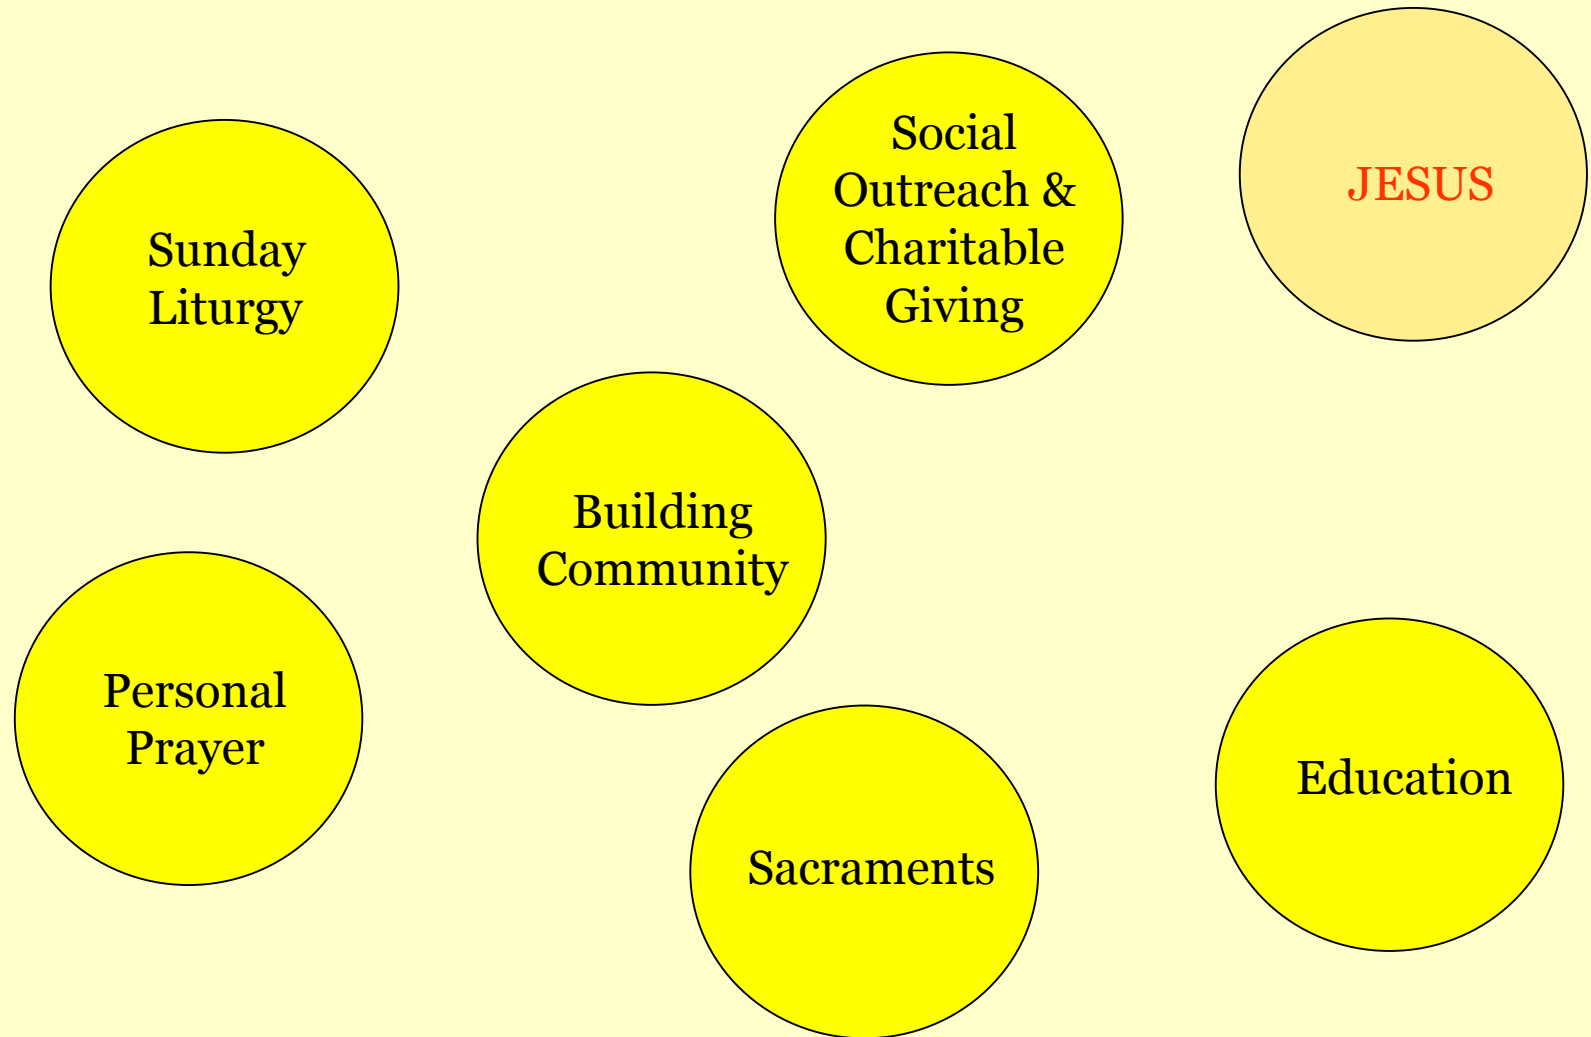 Sunday
Liturgy
Social
Outreach &
Charitable
Giving
JESUS
Building
Community
Personal
Prayer
Sacraments
Education